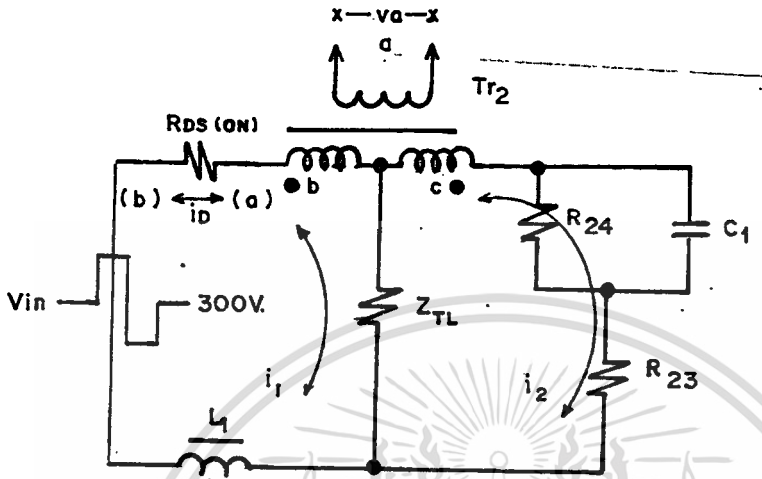 x — va — x
a
Tr2
RDS (ON)
b
c
(b)
iD
(a)
R24
C1
Vin
300V.
ZTL
i1
i2
R23
L1